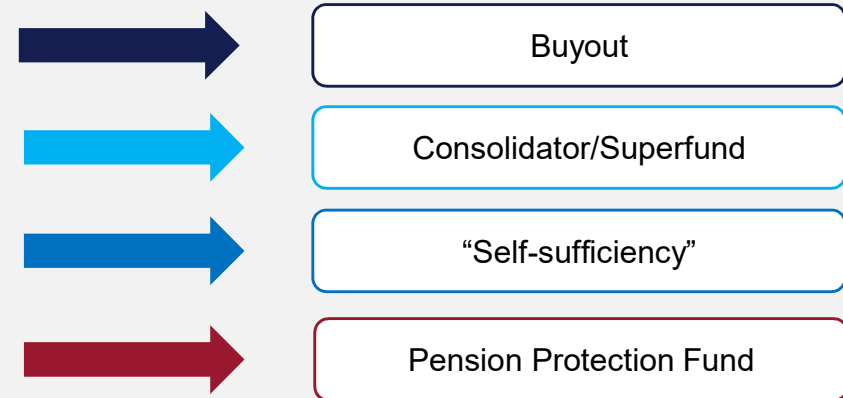 Buyout
Consolidator/Superfund
“Self-sufficiency”
Pension Protection Fund